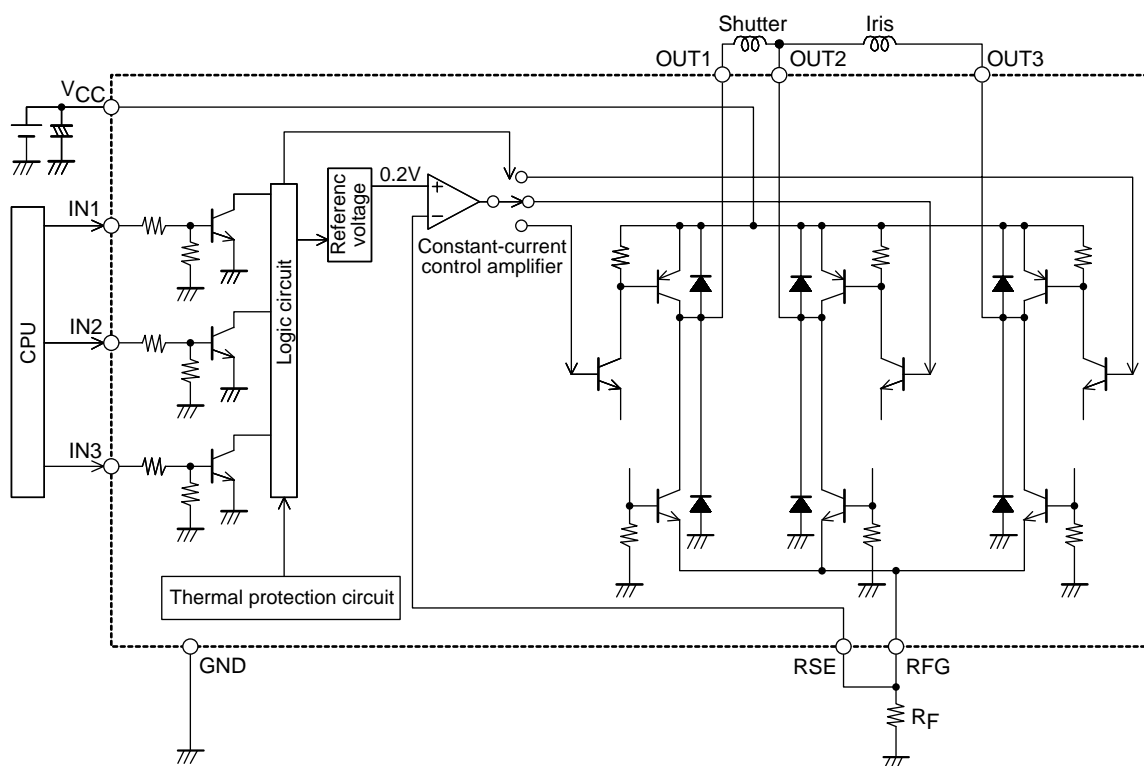 Shutter
Iris
OUT1
OUT2
OUT3
VCC
0.2V
Referenc
voltage
+
−
IN1
Constant-current
control amplifier
Logic circuit
CPU
IN2
IN3
Thermal protection circuit
GND
RSE
RFG
RF